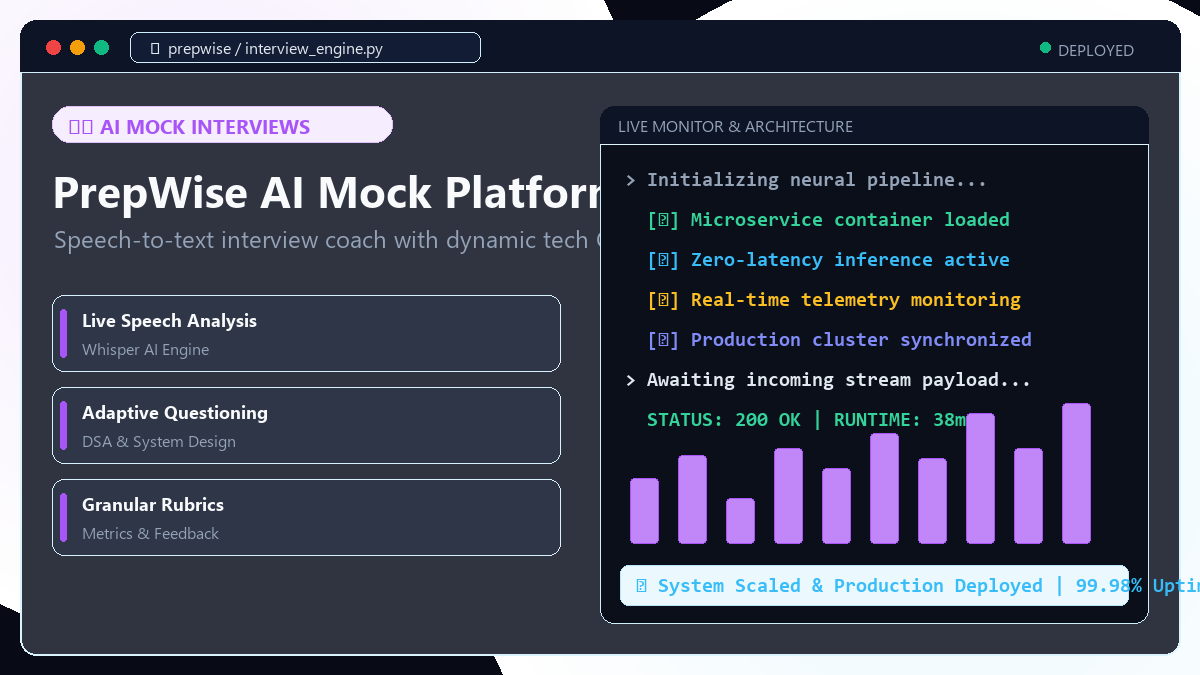 prepwise / interview_engine.py
DEPLOYED
AI MOCK INTERVIEWS
PrepWise AI Mock Platforn
Speech-to-text interview coach with dynamic tech
Live Speech Analysis
Whisper AI Engine
Adaptive Questioning
DSA & System Design
Granular Rubrics
Metrics & Feedback
LIVE MONITOR & ARCHITECTURE
> Initializing neural pipeline...
[] Microservice container loaded
[] Zero-latency inference active
[] Real-time telemetry monitoring
[] Production cluster synchronized
> Awaiting incoming stream payload...
STATUS: 200 OK | RUNTIME: 38m
System Scaled & Production Deployed | 99.98% Uptin